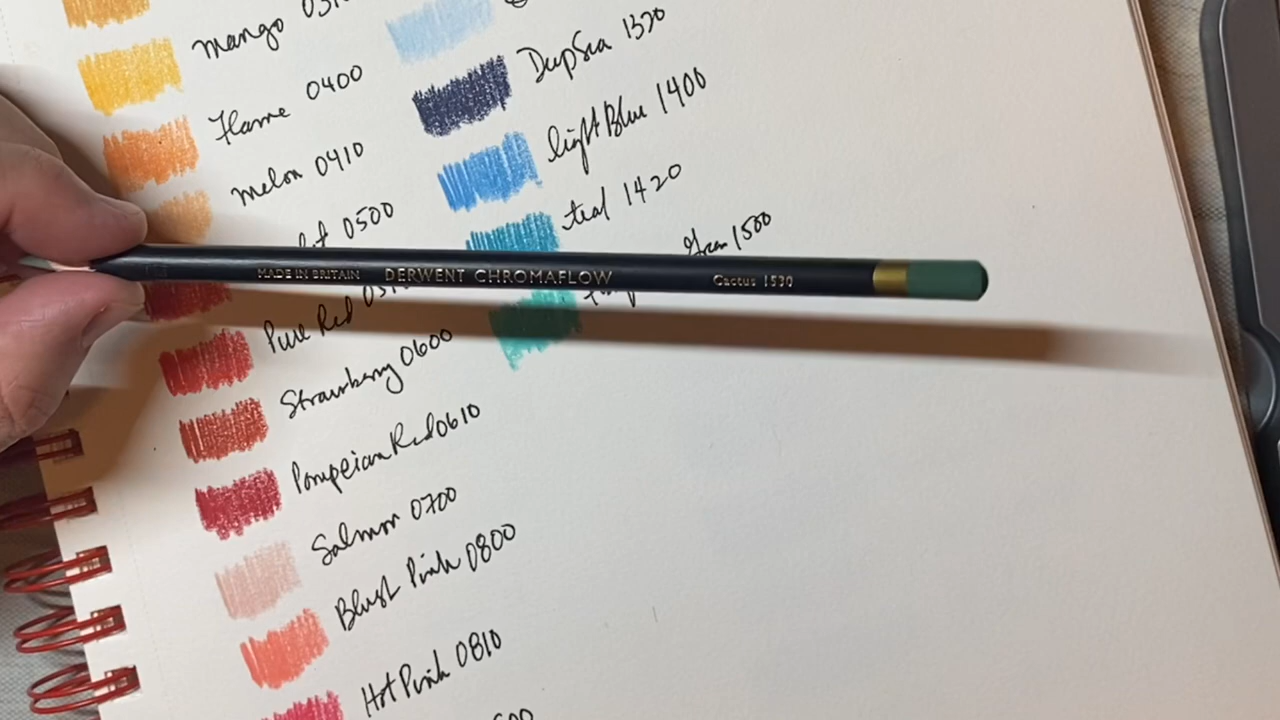 Mango
Flame 0400
Melon 0410
0500
Pure Red
Strawberry 0600
Pompeian Red 0610
Salmon 0700
Blush Pink 0800
Hot Pink 0810
Deep Sea 1320
light Blue 1400
teal 1420
Green 1500
MADE IN BRITAIN DERWENT CHROMAFLOW Cactus 1530